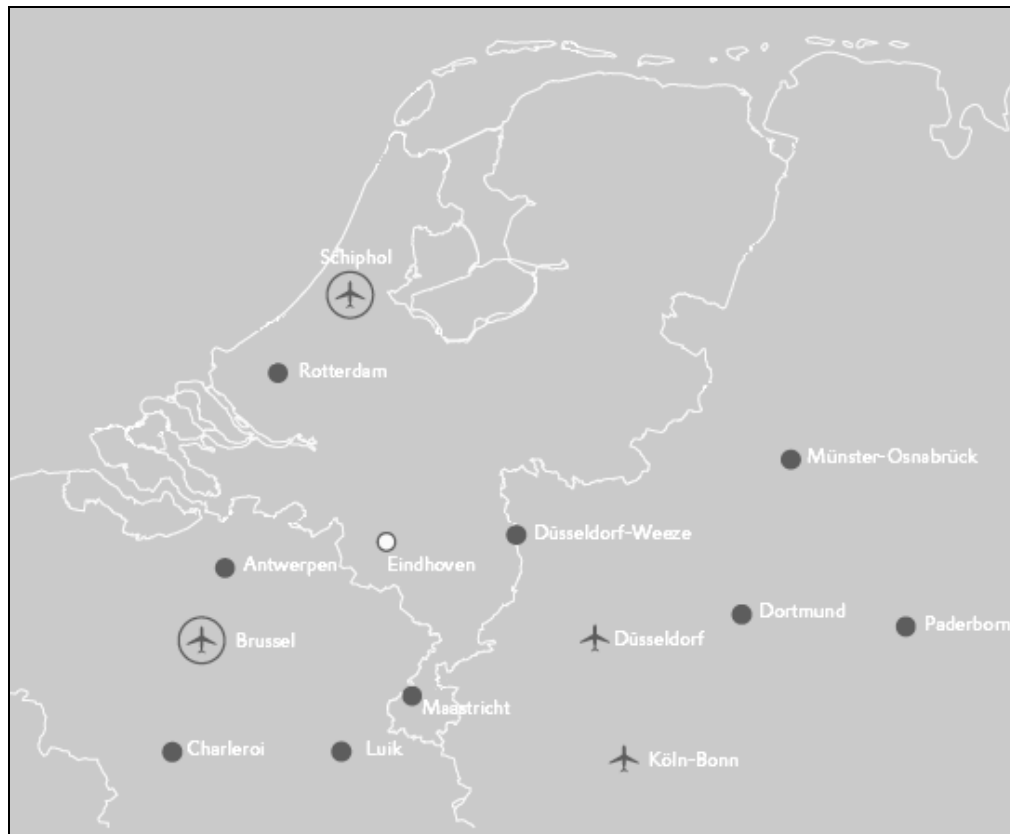 Schiphol
Rotterdam
Münster-Osnabrück
Düsseldorf-Weeze
Eindhoven
Antwerpen
Dortmund
Paderborn
Brussel
Düsseldorf
Maastricht
Charleroi
Luik
Köln-Bonn